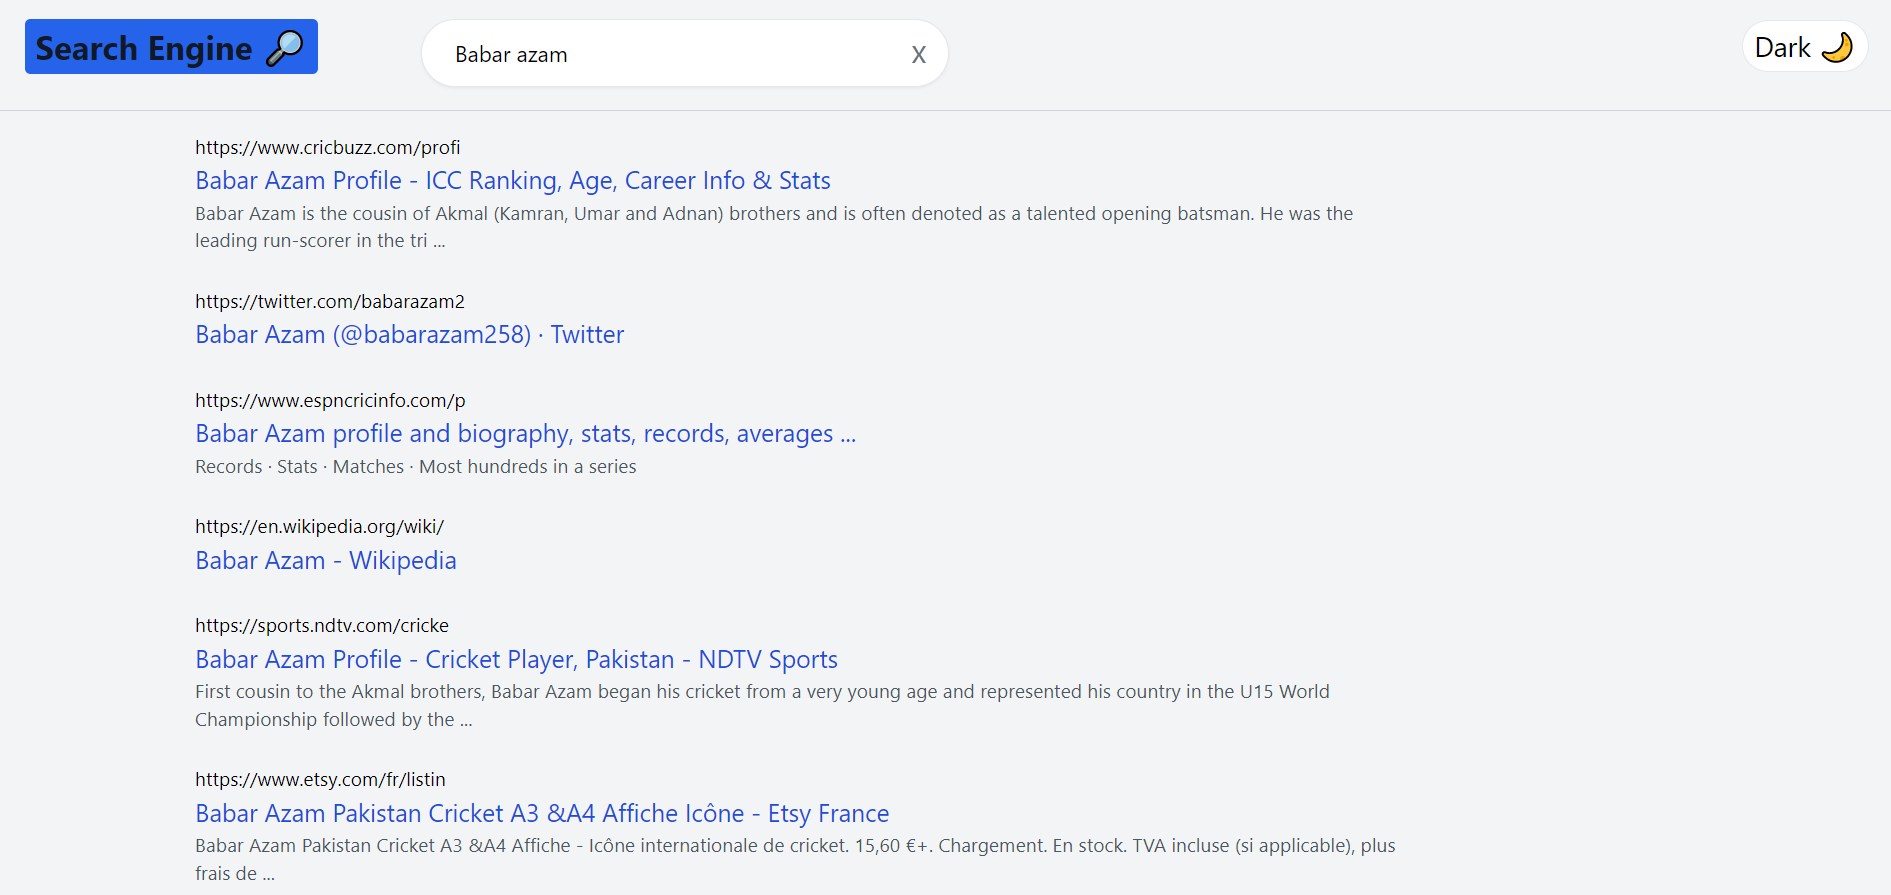 Search Engine 🔎
Babar azam
X
Dark 🌙
https://www.cricbuzz.com/profi
Babar Azam Profile - ICC Ranking, Age, Career Info & Stats
Babar Azam is the cousin of Akmal (Kamran, Umar and Adnan) brothers and is often denoted as a talented opening batsman. He was the
leading run-scorer in the tri ...
https://twitter.com/babarazam2
Babar Azam (@babarazam258) · Twitter
https://www.espncricinfo.com/p
Babar Azam profile and biography, stats, records, averages ...
Records · Stats · Matches · Most hundreds in a series
https://en.wikipedia.org/wiki/
Babar Azam - Wikipedia
https://sports.ndtv.com/cricke
Babar Azam Profile - Cricket Player, Pakistan - NDTV Sports
First cousin to the Akmal brothers, Babar Azam began his cricket from a very young age and represented his country in the U15 World
Championship followed by the ...
https://www.etsy.com/fr/listin
Babar Azam Pakistan Cricket A3 &A4 Affiche Icône - Etsy France
Babar Azam Pakistan Cricket A3 &A4 Affiche - Icône internationale de cricket. 15,60 €+. Chargement. En stock. TVA incluse (si applicable), plus
frais de ...